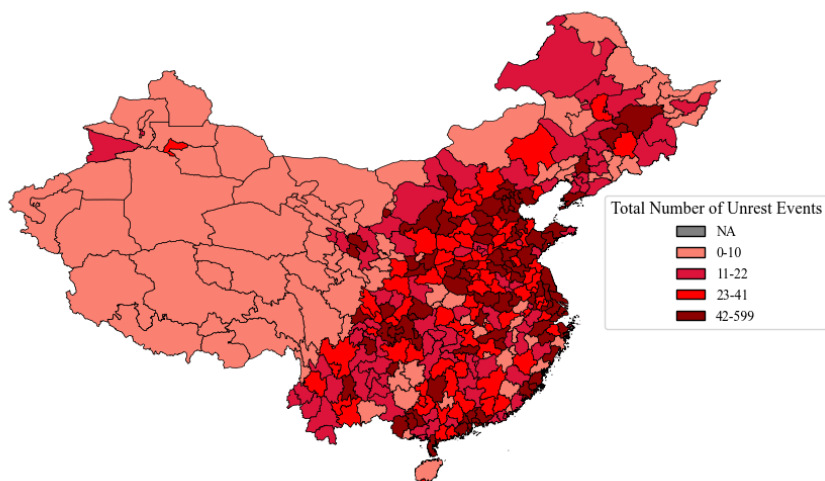 Total Number of Unrest Events
NA
0-10
11-22
23-41
42-599